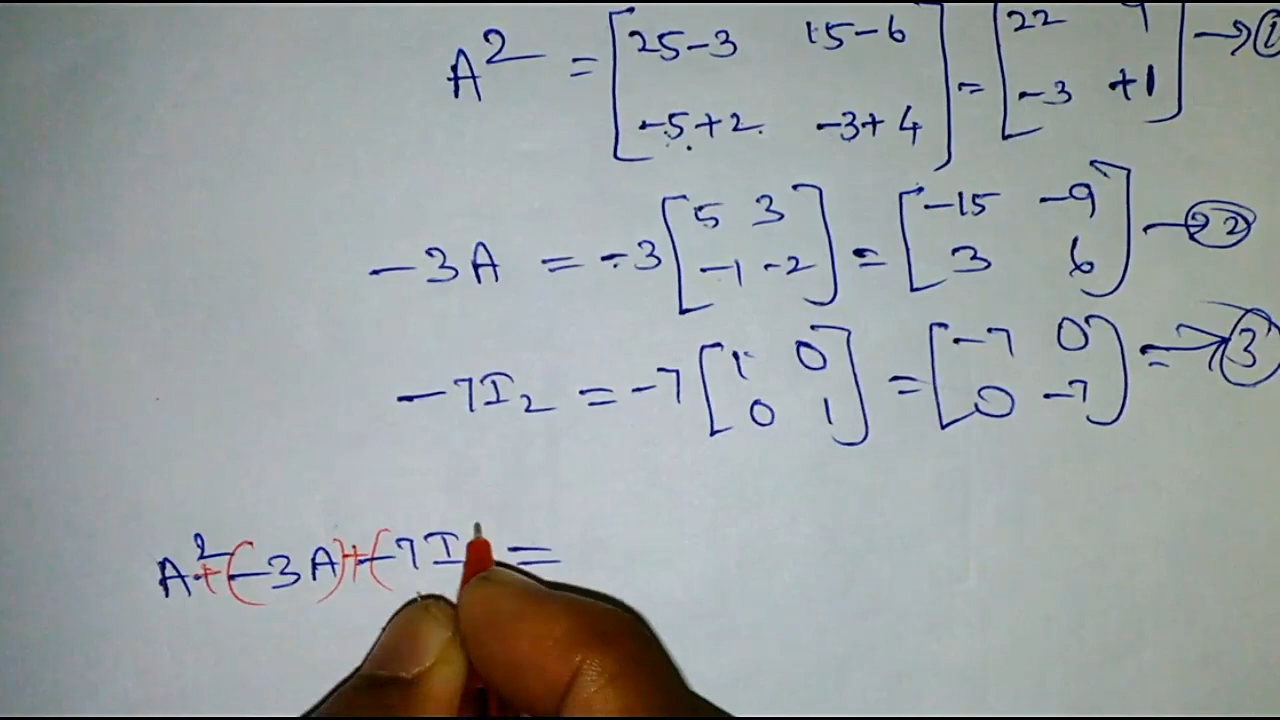 A² = [25-3 15-6 -5+2 -3+4] = [22 9 -3 +1] → ①
-3A = -3 [5 3 -1 -2] = [-15 -9 3 6] → ②
-7I₂ = -7 [1 0 0 1] = [-7 0 0 -7] = → ③
A² + (-3A) + (-7I =